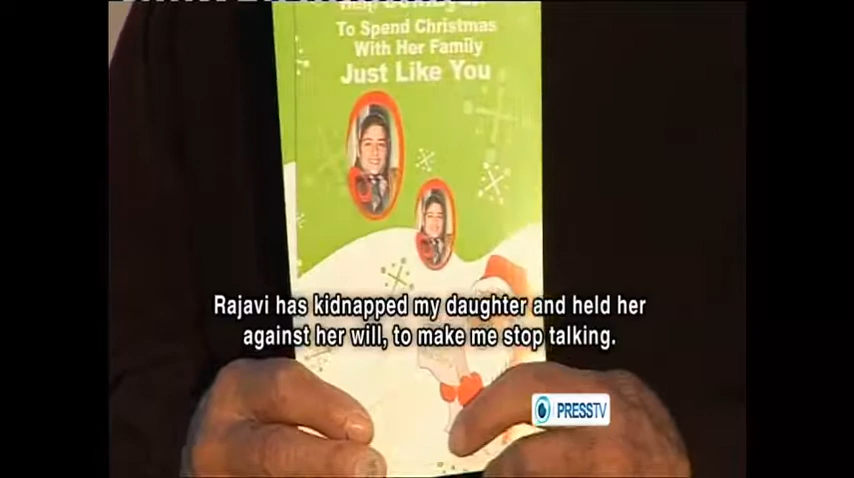 To Spend Christmas
With Her Family
Just Like You
Rajavi has kidnapped my daughter and held her
against her will, to make me stop talking.
PRESSTV